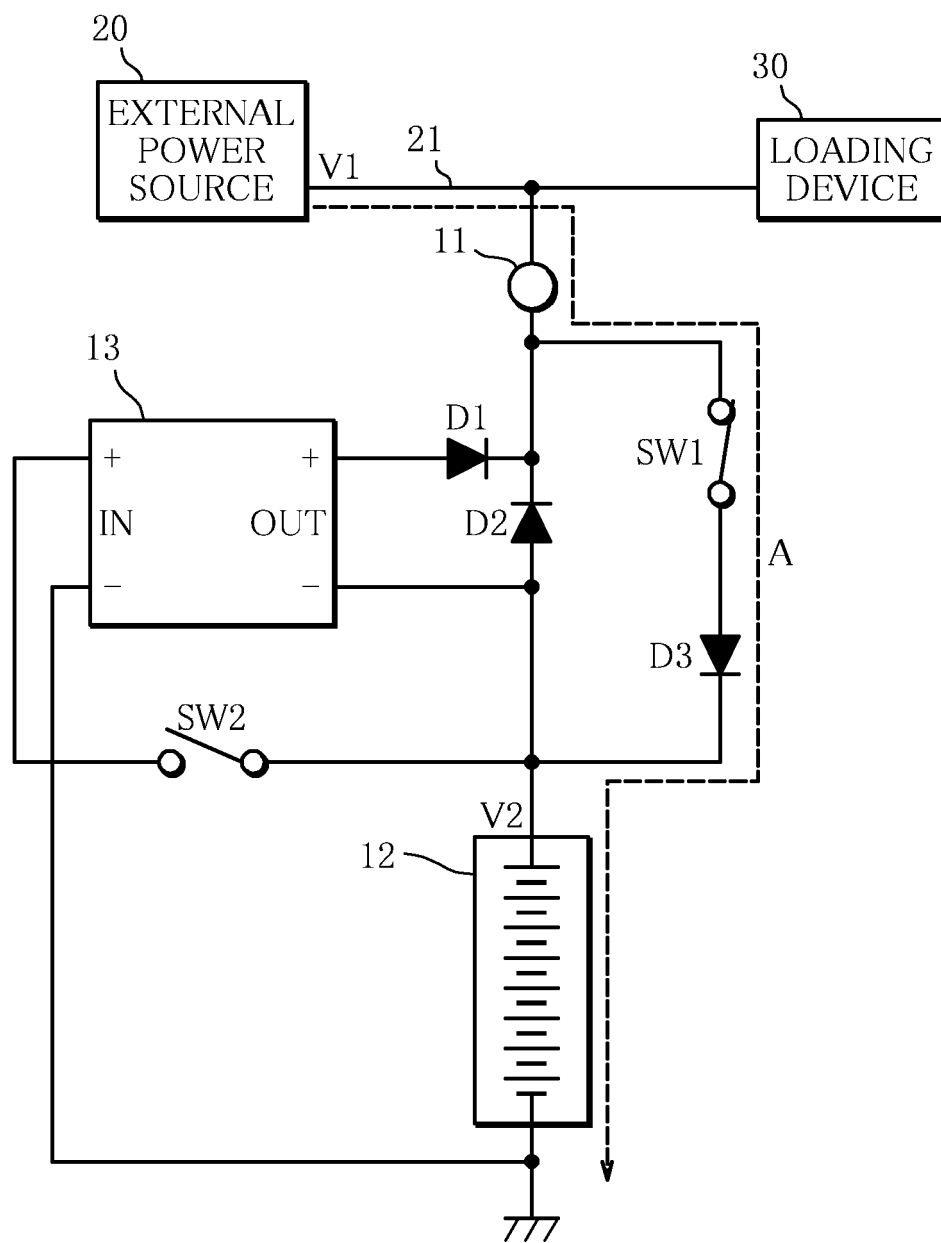 20
EXTERNAL
POWER
SOURCE
V1
21
30
LOADING
DEVICE
11
13
D1
+
+
SW1
IN
OUT
D2
A
−
−
D3
SW2
V2
12